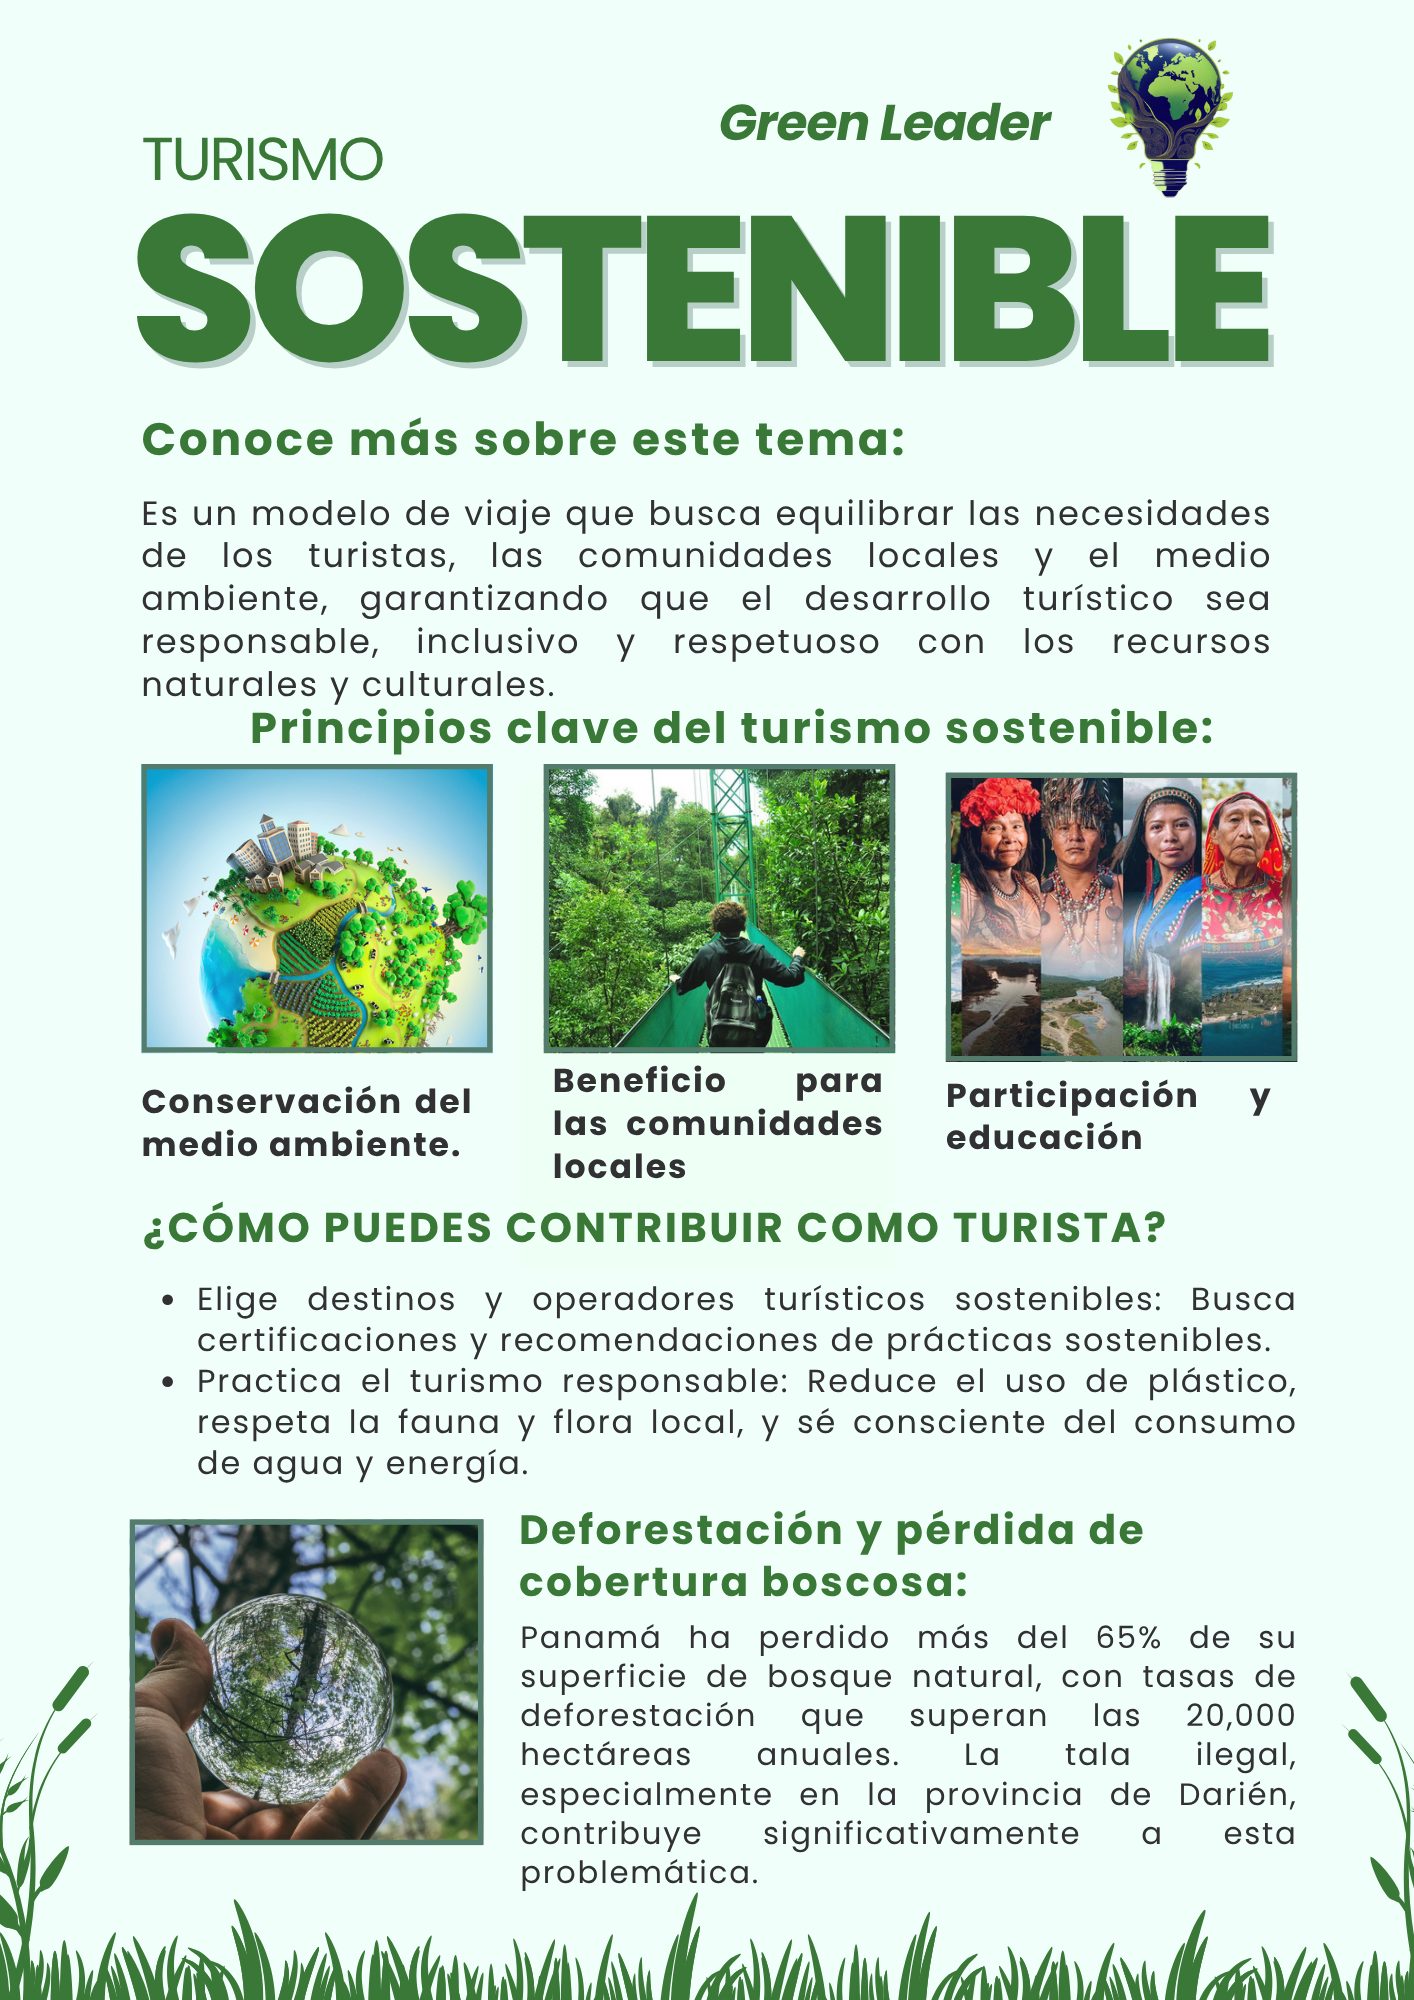 Green Leader
TURISMO
SOSTENIBLE
Conoce más sobre este tema:
Es un modelo de viaje que busca equilibrar las necesidades
de los turistas, las comunidades locales y el medio
ambiente, garantizando que el desarrollo turístico sea
responsable, inclusivo y respetuoso con los recursos
naturales y culturales.
Principios clave del turismo sostenible:
Conservación del
medio ambiente.
Beneficio para
las comunidades
locales
Participación y
educación
¿CÓMO PUEDES CONTRIBUIR COMO TURISTA?
• Elige destinos y operadores turísticos sostenibles: Busca
certificaciones y recomendaciones de prácticas sostenibles.
• Practica el turismo responsable: Reduce el uso de plástico,
respeta la fauna y flora local, y sé consciente del consumo
de agua y energía.
Deforestación y pérdida de
cobertura boscosa:
Panamá ha perdido más del 65% de su
superficie de bosque natural, con tasas de
deforestación que superan las 20,000
hectáreas anuales. La tala ilegal,
especialmente en la provincia de Darién,
contribuye significativamente a esta
problemática.